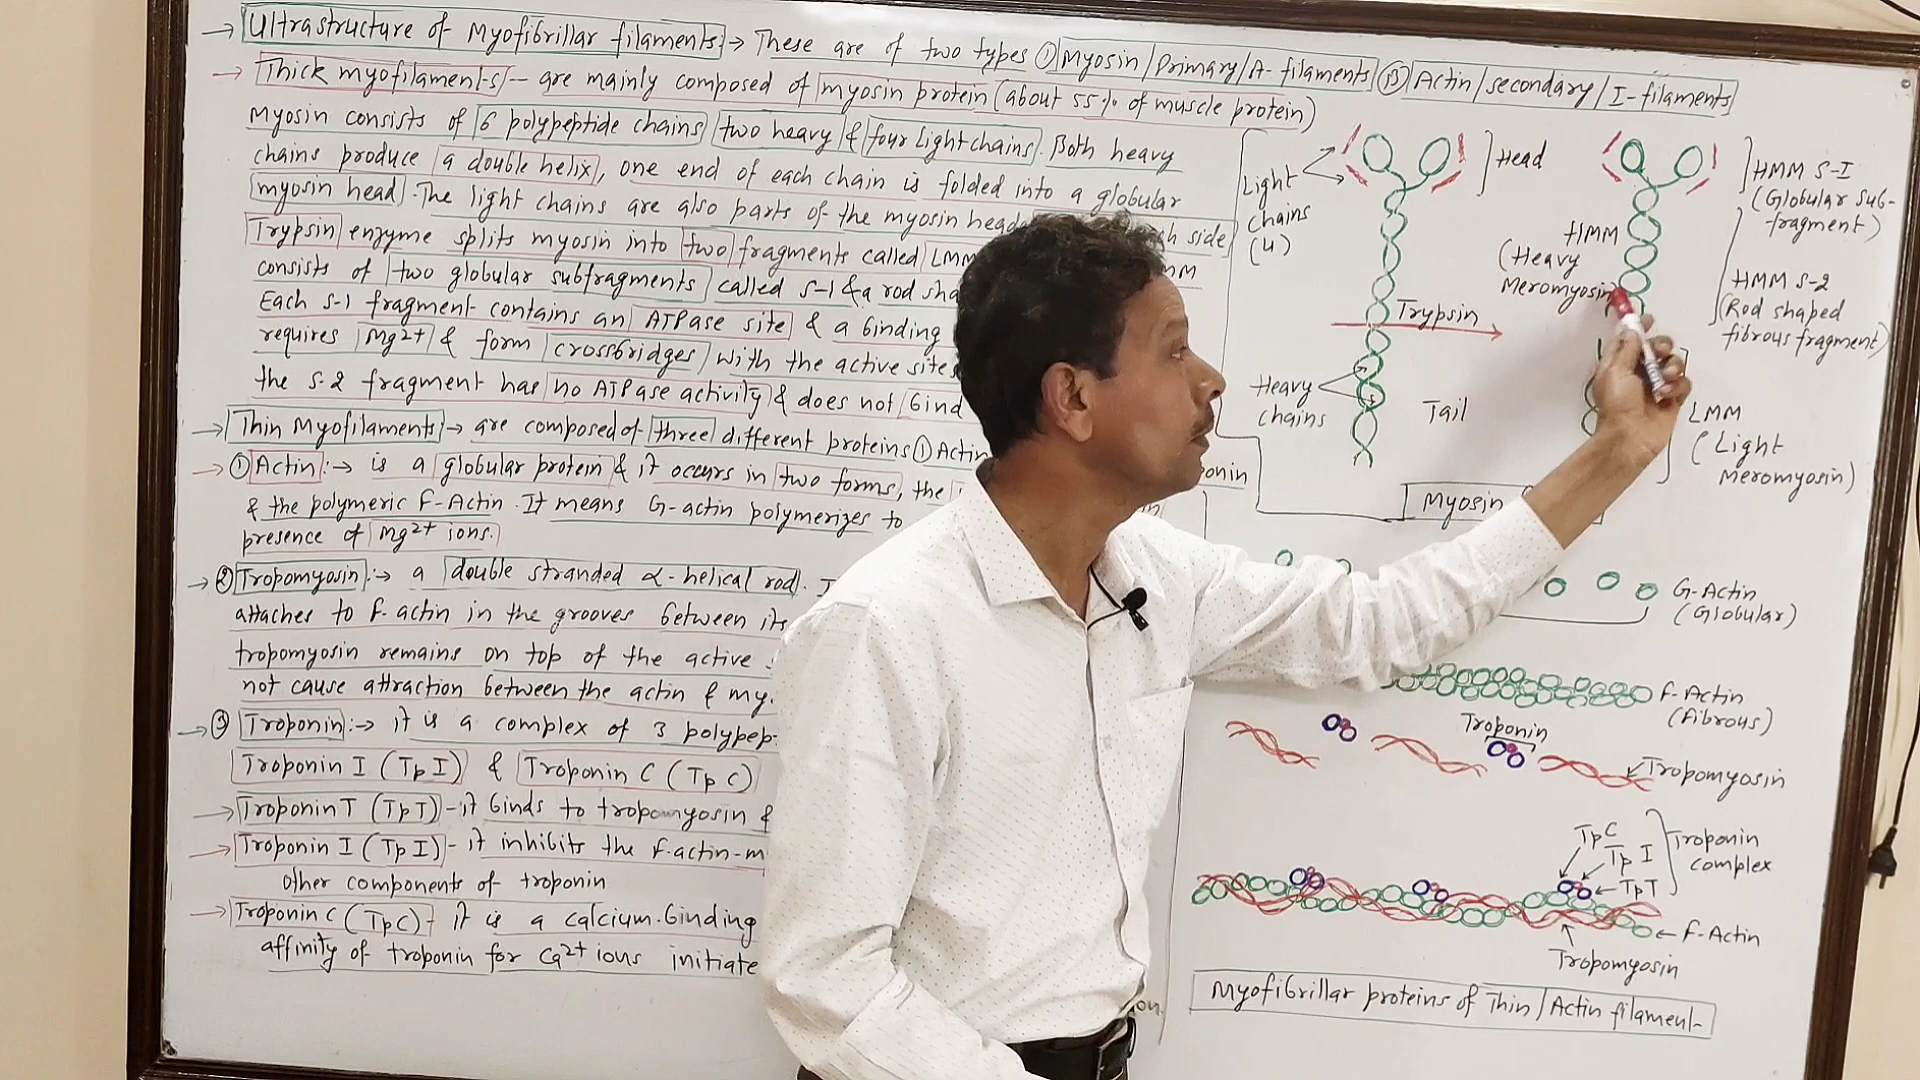 → Ultrastructure of Myofibrillar filaments:→ These are of two types ① Myosin/Primary/A-filaments ② Actin/secondary/I-filaments
→ Thick myofilaments -- are mainly composed of myosin protein (about 55% of muscle protein)
Myosin consists of 6 polypeptide chains two heavy & four Light chains. Both heavy
chains produce a double helix, one end of each chain is folded into a globular
myosin head. The light chains are also parts of the myosin heads
side
Trypsin enzyme splits myosin into two fragments called LMM
consists of two globular subfragments called S-1 & a rod sha
Each S-1 fragment contains an ATPase site & a binding
requires Mg2+ & form crossbridges with the active sites
the S-2 fragment has no ATPase activity & does not bind
→ Thin Myofilaments → are composed of three different proteins ① Actin
ponin
→ ① Actin:→ is a globular protein & it occurs in two forms, the
& the polymeric F-Actin. It means G-actin polymerizes to
presence of Mg2+ ions.
→ ② Tropomyosin:→ a double stranded α-helical rod.
attaches to F-actin in the grooves between its
tropomyosin remains on top of the active
not cause attraction between the actin & my
→ ③ Troponin:→ it is a complex of 3 polypep
Troponin I (TpI) & Troponin C (TpC)
→ Troponin T (TpT) - it binds to tropomyosin &
→ Troponin I (TpI) - it inhibits the F-actin-m
other components of troponin
→ Troponin C (TpC) - it is a calcium-binding
affinity of troponin for Ca2+ ions initiate
on.
Light
chains
(4)
Head
Trypsin
Heavy
chains
Tail
HMM
(Heavy
Meromyosin)
HMM S-I
(Globular sub-
fragment)
HMM S-2
(Rod shaped
fibrous fragment)
LMM
(Light
Meromyosin)
Myosin
G-Actin
(Globular)
F-Actin
(Fibrous)
Troponin
Tropomyosin
TpC
TpI
TpT
Troponin
complex
F-Actin
Tropomyosin
Myofibrillar proteins of Thin/Actin filament-